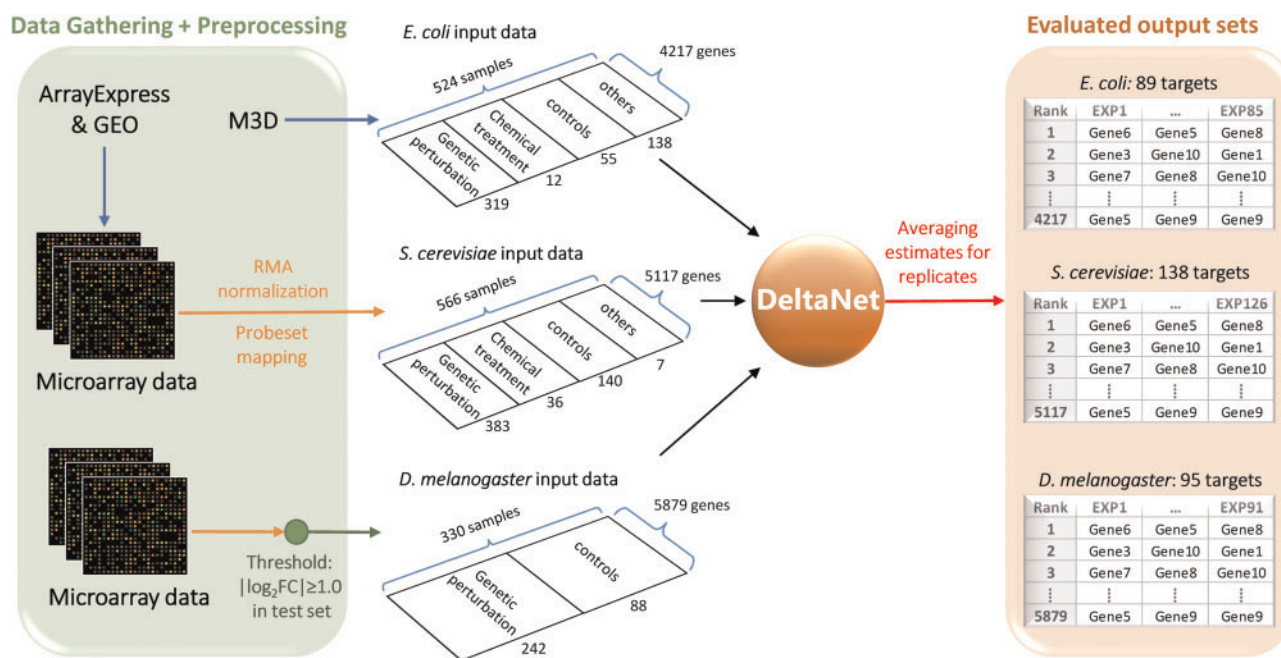 Data Gathering + Preprocessing
ArrayExpress
& GEO
M3D
Microarray data
RMA
normalization
Probeset
mapping
Microarray data
Threshold:
|log₂FC|≥1.0
in test set
E. coli input data
524 samples
4217 genes
Genetic
perturbation
Chemical
treatment
controls
others
319
12
55
138
S. cerevisiae input data
566 samples
5117 genes
Genetic
perturbation
Chemical
treatment
controls
others
383
36
140
7
D. melanogaster input data
330 samples
5879 genes
Genetic
perturbation
controls
242
88
DeltaNet
Averaging
estimates for
replicates
Evaluated output sets
E. coli: 89 targets
Rank EXP1 ... EXP85
1 Gene6 Gene5 Gene8
2 Gene3 Gene10 Gene1
3 Gene7 Gene8 Gene10
⋮ ⋮ ⋮ ⋮
4217 Gene5 Gene9 Gene9
S. cerevisiae: 138 targets
Rank EXP1 ... EXP126
1 Gene6 Gene5 Gene8
2 Gene3 Gene10 Gene1
3 Gene7 Gene8 Gene10
⋮ ⋮ ⋮ ⋮
5117 Gene5 Gene9 Gene9
D. melanogaster: 95 targets
Rank EXP1 ... EXP91
1 Gene6 Gene5 Gene8
2 Gene3 Gene10 Gene1
3 Gene7 Gene8 Gene10
⋮ ⋮ ⋮ ⋮
5879 Gene5 Gene9 Gene9